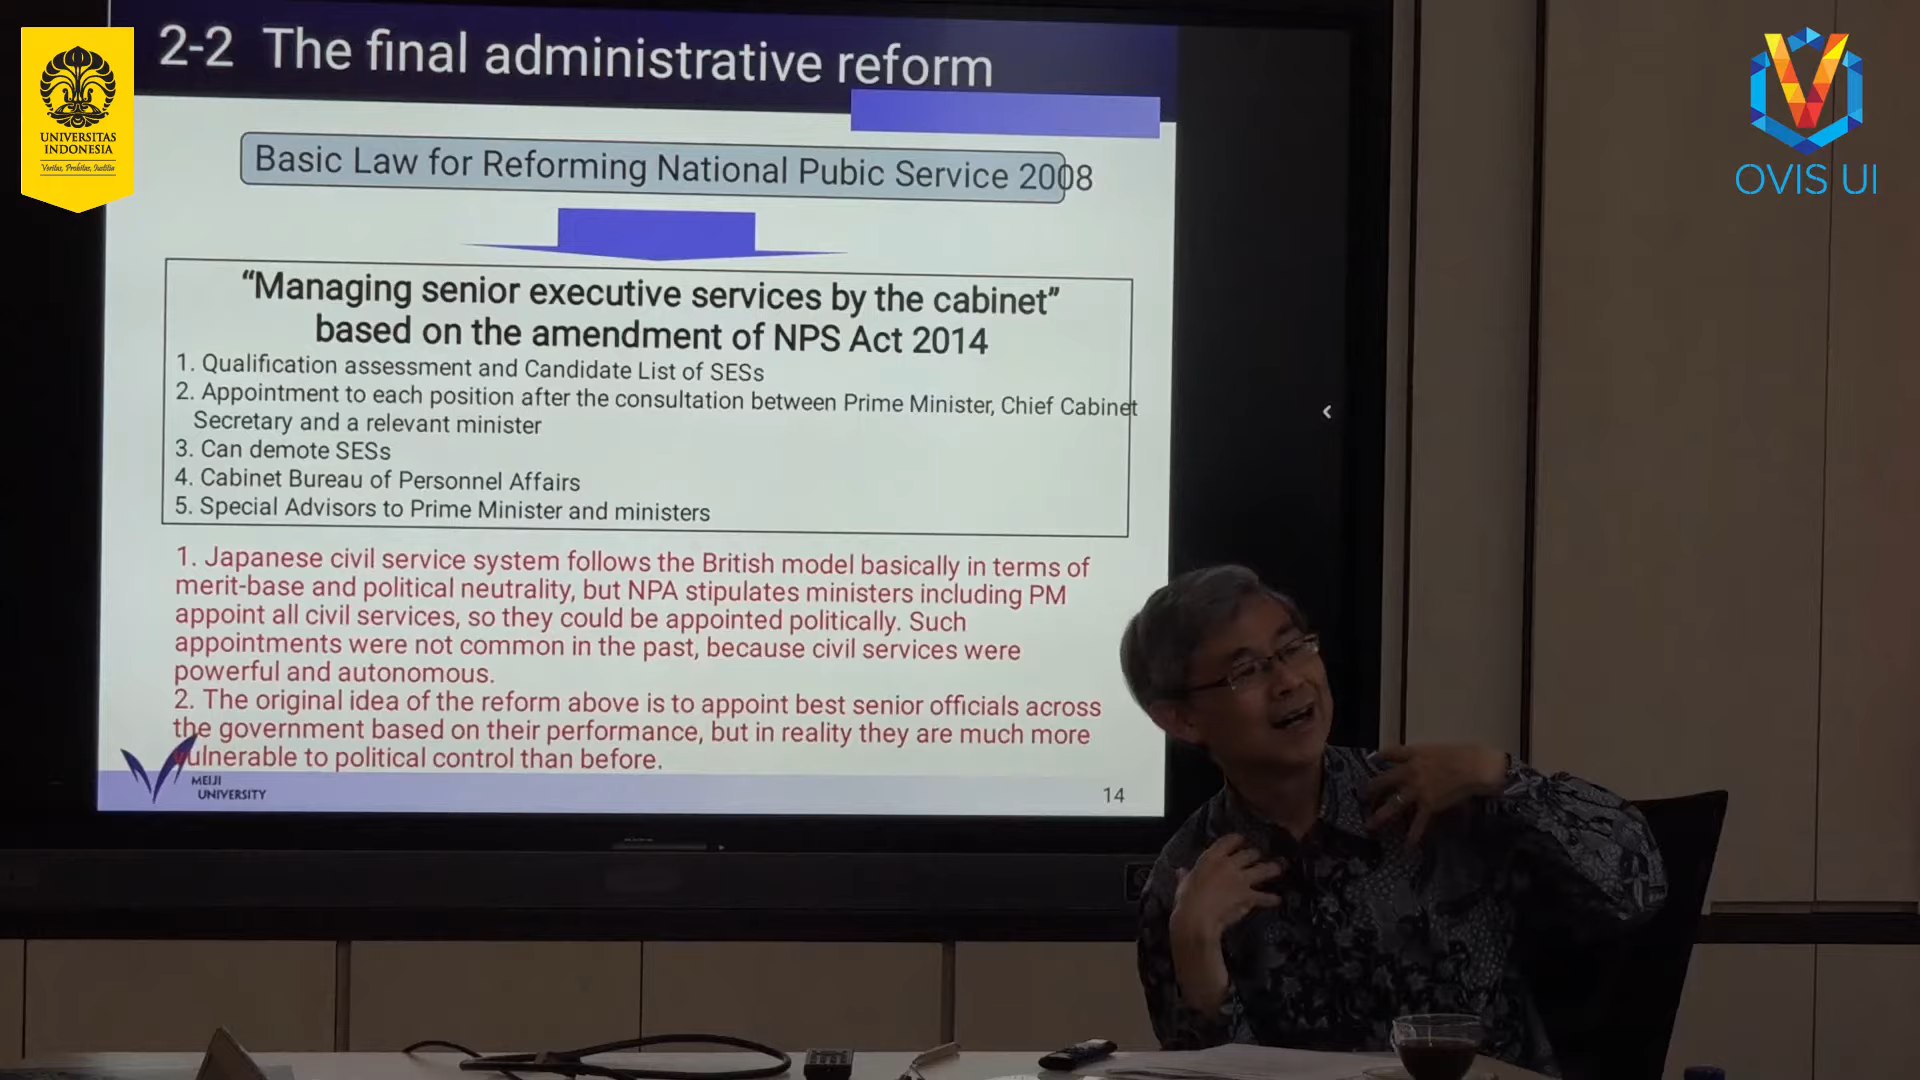 2-2 The final administrative reform
Basic Law for Reforming National Pubic Service 2008
“Managing senior executive services by the cabinet”
based on the amendment of NPS Act 2014
1. Qualification assessment and Candidate List of SESs
2. Appointment to each position after the consultation between Prime Minister, Chief Cabinet
Secretary and a relevant minister
3. Can demote SESs
4. Cabinet Bureau of Personnel Affairs
5. Special Advisors to Prime Minister and ministers
1. Japanese civil service system follows the British model basically in terms of
merit-base and political neutrality, but NPA stipulates ministers including PM
appoint all civil services, so they could be appointed politically. Such
appointments were not common in the past, because civil services were
powerful and autonomous.
2. The original idea of the reform above is to appoint best senior officials across
the government based on their performance, but in reality they are much more
vulnerable to political control than before.
MEIJI
UNIVERSITY
14
UNIVERSITAS
INDONESIA
Veritas, Probitas, Justitia
OVIS UI